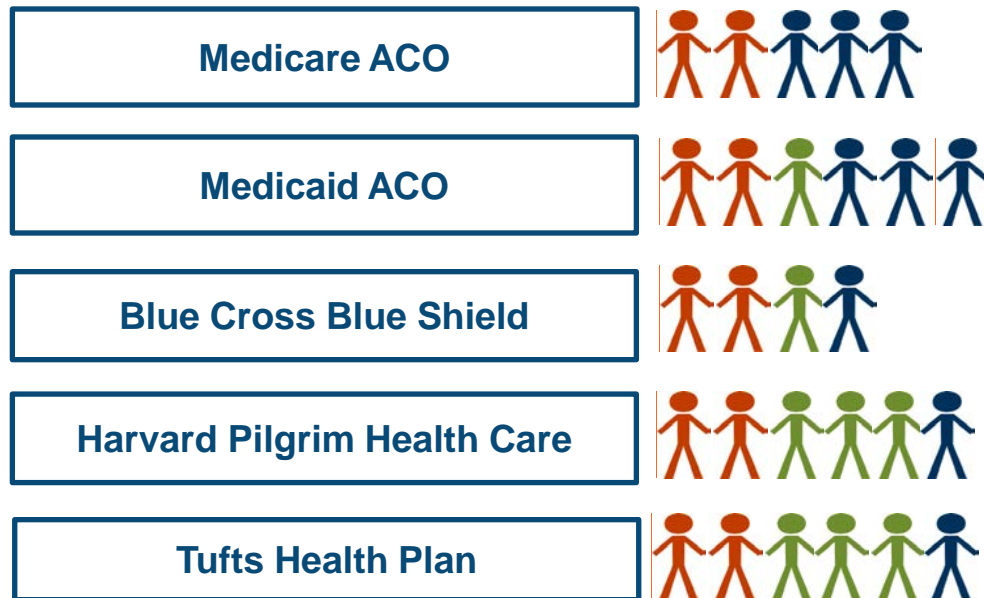 Medicare ACO
Medicaid ACO
Blue Cross Blue Shield
Harvard Pilgrim Health Care
Tufts Health Plan